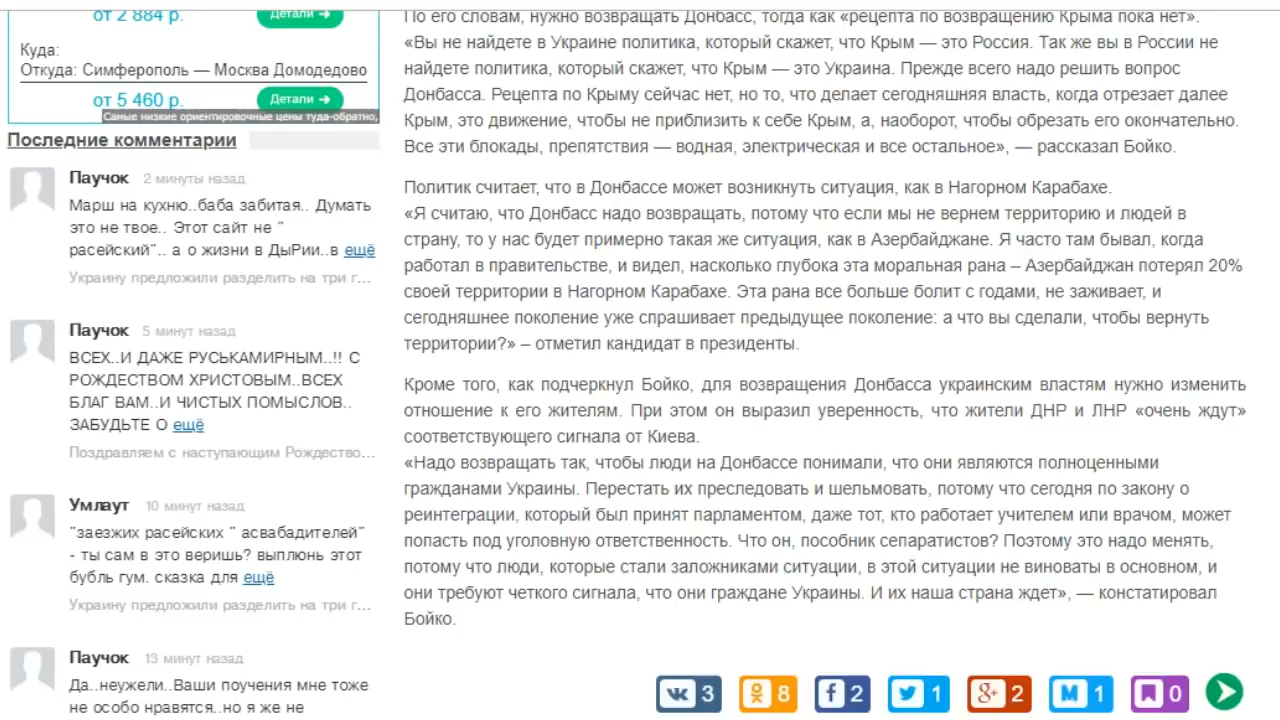 от 2 884 р.
Детали ➔
Куда:
Откуда: Симферополь — Москва Домодедово
от 5 460 р.
Детали ➔
Самые низкие ориентировочные цены туда-обратно,
Последние комментарии
Паучок 2 минуты назад
Марш на кухню..баба забитая.. Думать
это не твое.. Этот сайт не "
расейский".. а о жизни в ДыРии..в ещё
Украину предложили разделить на три г...
Паучок 5 минут назад
ВСЕХ..И ДАЖЕ РУСЬКАМИРНЫМ..!! С
РОЖДЕСТВОМ ХРИСТОВЫМ..ВСЕХ
БЛАГ ВАМ..И ЧИСТЫХ ПОМЫСЛОВ..
ЗАБУДЬТЕ О ещё
Поздравляем с наступающим Рождество...
Умлаут 10 минут назад
"заезжих расейских " асвабадителей"
- ты сам в это веришь? выплюнь этот
бубль гум. сказка для ещё
Украину предложили разделить на три г...
Паучок 13 минут назад
Да..неужели..Ваши поучения мне тоже
не особо нравятся..но я же не
По его словам, нужно возвращать Донбасс, тогда как «рецепта по возвращению Крыма пока нет».
«Вы не найдете в Украине политика, который скажет, что Крым — это Россия. Так же вы в России не
найдете политика, который скажет, что Крым — это Украина. Прежде всего надо решить вопрос
Донбасса. Рецепта по Крыму сейчас нет, но то, что делает сегодняшняя власть, когда отрезает далее
Крым, это движение, чтобы не приблизить к себе Крым, а, наоборот, чтобы обрезать его окончательно.
Все эти блокады, препятствия — водная, электрическая и все остальное», — рассказал Бойко.
Политик считает, что в Донбассе может возникнуть ситуация, как в Нагорном Карабахе.
«Я считаю, что Донбасс надо возвращать, потому что если мы не вернем территорию и людей в
страну, то у нас будет примерно такая же ситуация, как в Азербайджане. Я часто там бывал, когда
работал в правительстве, и видел, насколько глубока эта моральная рана – Азербайджан потерял 20%
своей территории в Нагорном Карабахе. Эта рана все больше болит с годами, не заживает, и
сегодняшнее поколение уже спрашивает предыдущее поколение: а что вы сделали, чтобы вернуть
территории?» – отметил кандидат в президенты.
Кроме того, как подчеркнул Бойко, для возвращения Донбасса украинским властям нужно изменить
отношение к его жителям. При этом он выразил уверенность, что жители ДНР и ЛНР «очень ждут»
соответствующего сигнала от Киева.
«Надо возвращать так, чтобы люди на Донбассе понимали, что они являются полноценными
гражданами Украины. Перестать их преследовать и шельмовать, потому что сегодня по закону о
реинтеграции, который был принят парламентом, даже тот, кто работает учителем или врачом, может
попасть под уголовную ответственность. Что он, пособник сепаратистов? Поэтому это надо менять,
потому что люди, которые стали заложниками ситуации, в этой ситуации не виноваты в основном, и
они требуют четкого сигнала, что они граждане Украины. И их наша страна ждет», — констатировал
Бойко.
3 8 2 1 2 1 0